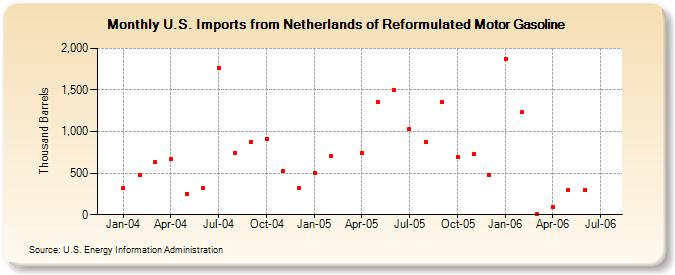 Monthly U.S. Imports from Netherlands of Reformulated Motor Gasoline
Thousand Barrels
2,000
1,500
1,000
500
0
Jan-04 Apr-04 Jul-04 Oct-04 Jan-05 Apr-05 Jul-05 Oct-05 Jan-06 Apr-06 Jul-06
Source: U.S. Energy Information Administration